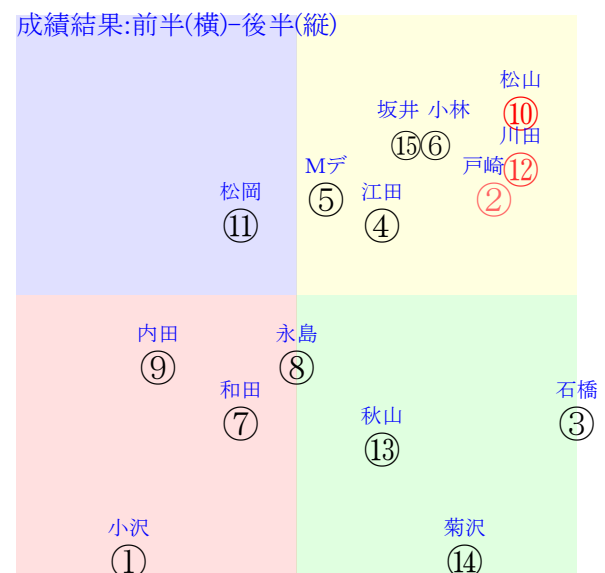 成績結果:前半(横)-後半(縦)
松山
⑩
坂井 小林
⑮⑥
川田
⑫
戸崎
②
Mデ
⑤
江田
④
松岡
⑪
内田
⑨
永島
⑧
和田
⑦
石橋
③
秋山
⑬
小沢
①
菊沢
⑭